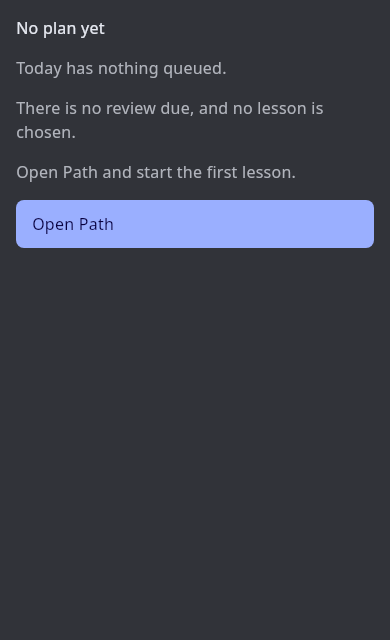 No plan yet
Today has nothing queued.
There is no review due, and no lesson is
chosen.
Open Path and start the first lesson.
Open Path